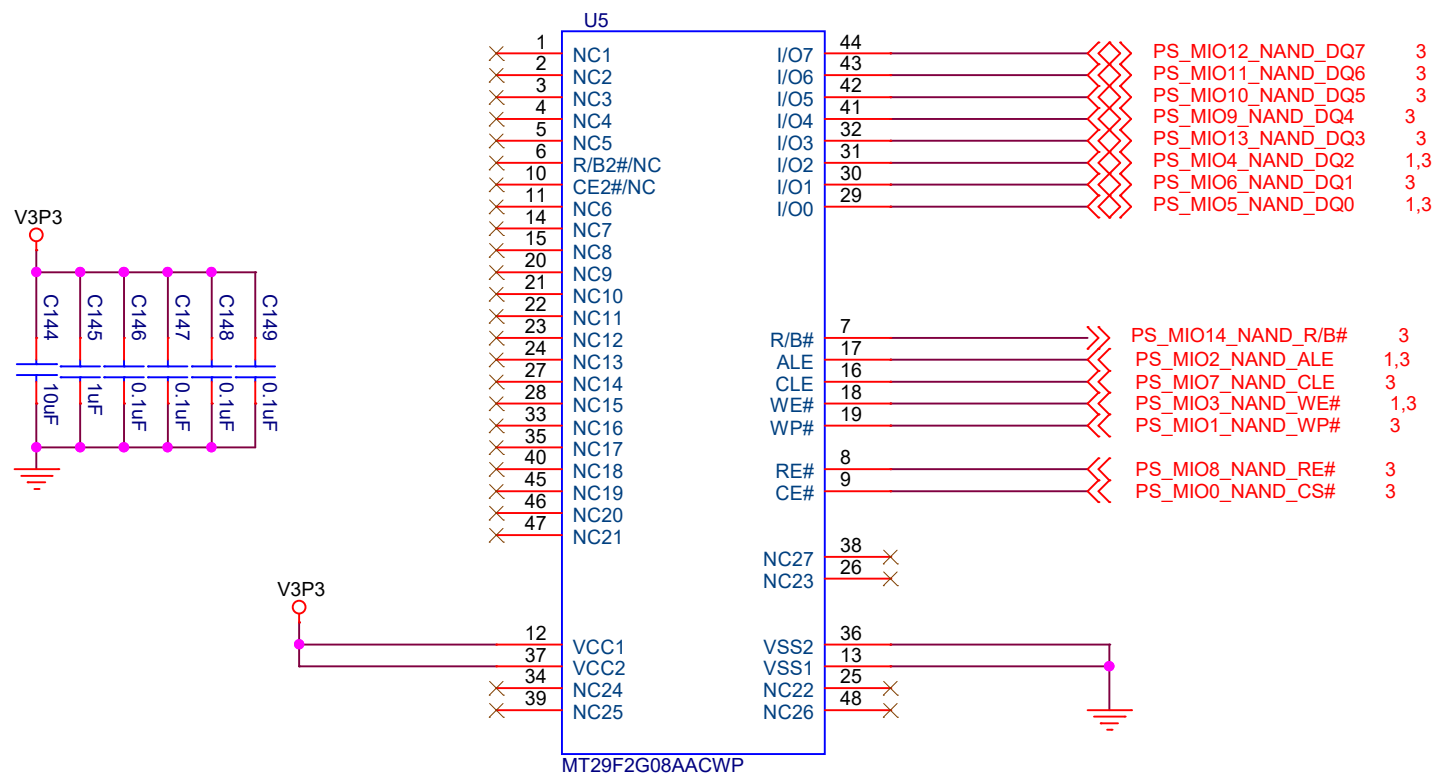 U5
1 NC1
2 NC2
3 NC3
4 NC4
5 NC5
6 R/B2#/NC
10 CE2#/NC
11 NC6
14 NC7
15 NC8
20 NC9
21 NC10
22 NC11
23 NC12
24 NC13
27 NC14
28 NC15
33 NC16
35 NC17
40 NC18
45 NC19
46 NC20
47 NC21
I/O7 44 PS_MIO12_NAND_DQ7 3
I/O6 43 PS_MIO11_NAND_DQ6 3
I/O5 42 PS_MIO10_NAND_DQ5 3
I/O4 41 PS_MIO9_NAND_DQ4 3
I/O3 32 PS_MIO13_NAND_DQ3 3
I/O2 31 PS_MIO4_NAND_DQ2 1,3
I/O1 30 PS_MIO6_NAND_DQ1 3
I/O0 29 PS_MIO5_NAND_DQ0 1,3
R/B# 7 PS_MIO14_NAND_R/B# 3
ALE 17 PS_MIO2_NAND_ALE 1,3
CLE 16 PS_MIO7_NAND_CLE 3
WE# 18 PS_MIO3_NAND_WE# 1,3
WP# 19 PS_MIO1_NAND_WP# 3
RE# 8 PS_MIO8_NAND_RE# 3
CE# 9 PS_MIO0_NAND_CS# 3
NC27 38
NC23 26
V3P3
C144 10uF
C145 1uF
C146 0.1uF
C147 0.1uF
C148 0.1uF
C149 0.1uF
V3P3
12 VCC1
37 VCC2
34 NC24
39 NC25
VSS2 36
VSS1 13
NC22 25
NC26 48
MT29F2G08AACWP